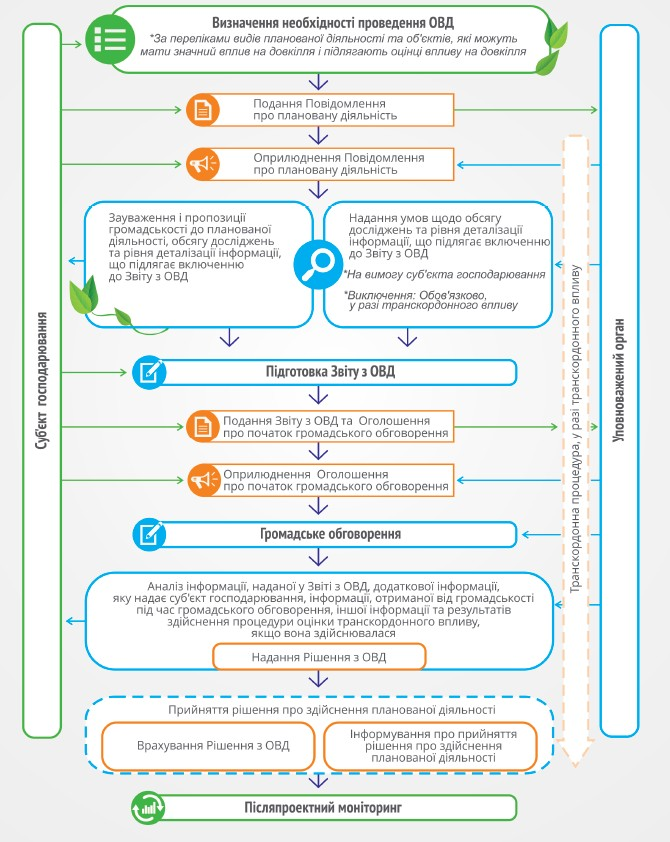 Визначення необхідності проведення ОВД
*За переліками видів планованої діяльності та об'єктів, які можуть
мати значний вплив на довкілля і підлягають оцінці впливу на довкілля
Подання Повідомлення
про плановану діяльність
Оприлюднення Повідомлення
про плановану діяльність
Зауваження і пропозиції
громадськості до планованої
діяльності, обсягу досліджень
та рівня деталізації інформації,
що підлягає включенню
до Звіту з ОВД
Надання умов щодо обсягу
досліджень та рівня деталізації
інформації, що підлягає включенню
до Звіту з ОВД
*На вимогу суб'єкта господарювання
*Виключення: Обов'язково,
у разі транскордонного впливу
Підготовка Звіту з ОВД
Подання Звіту з ОВД та Оголошення
про початок громадського обговорення
Оприлюднення Оголошення
про початок громадського обговорення
Громадське обговорення
Аналіз інформації, наданої у Звіті з ОВД, додаткової інформації,
яку надає суб'єкт господарювання, інформації, отриманої від громадськості
під час громадського обговорення, іншої інформації та результатів
здійснення процедури оцінки транскордонного впливу,
якщо вона здійснювалася
Надання Рішення з ОВД
Прийняття рішення про здійснення планованої діяльності
Врахування Рішення з ОВД
Інформування про прийняття
рішення про здійснення
планованої діяльності
Післяпроектний моніторинг
Суб'єкт господарювання
Транскордонна процедура, у разі транскордонного впливу
Уповноважений орган